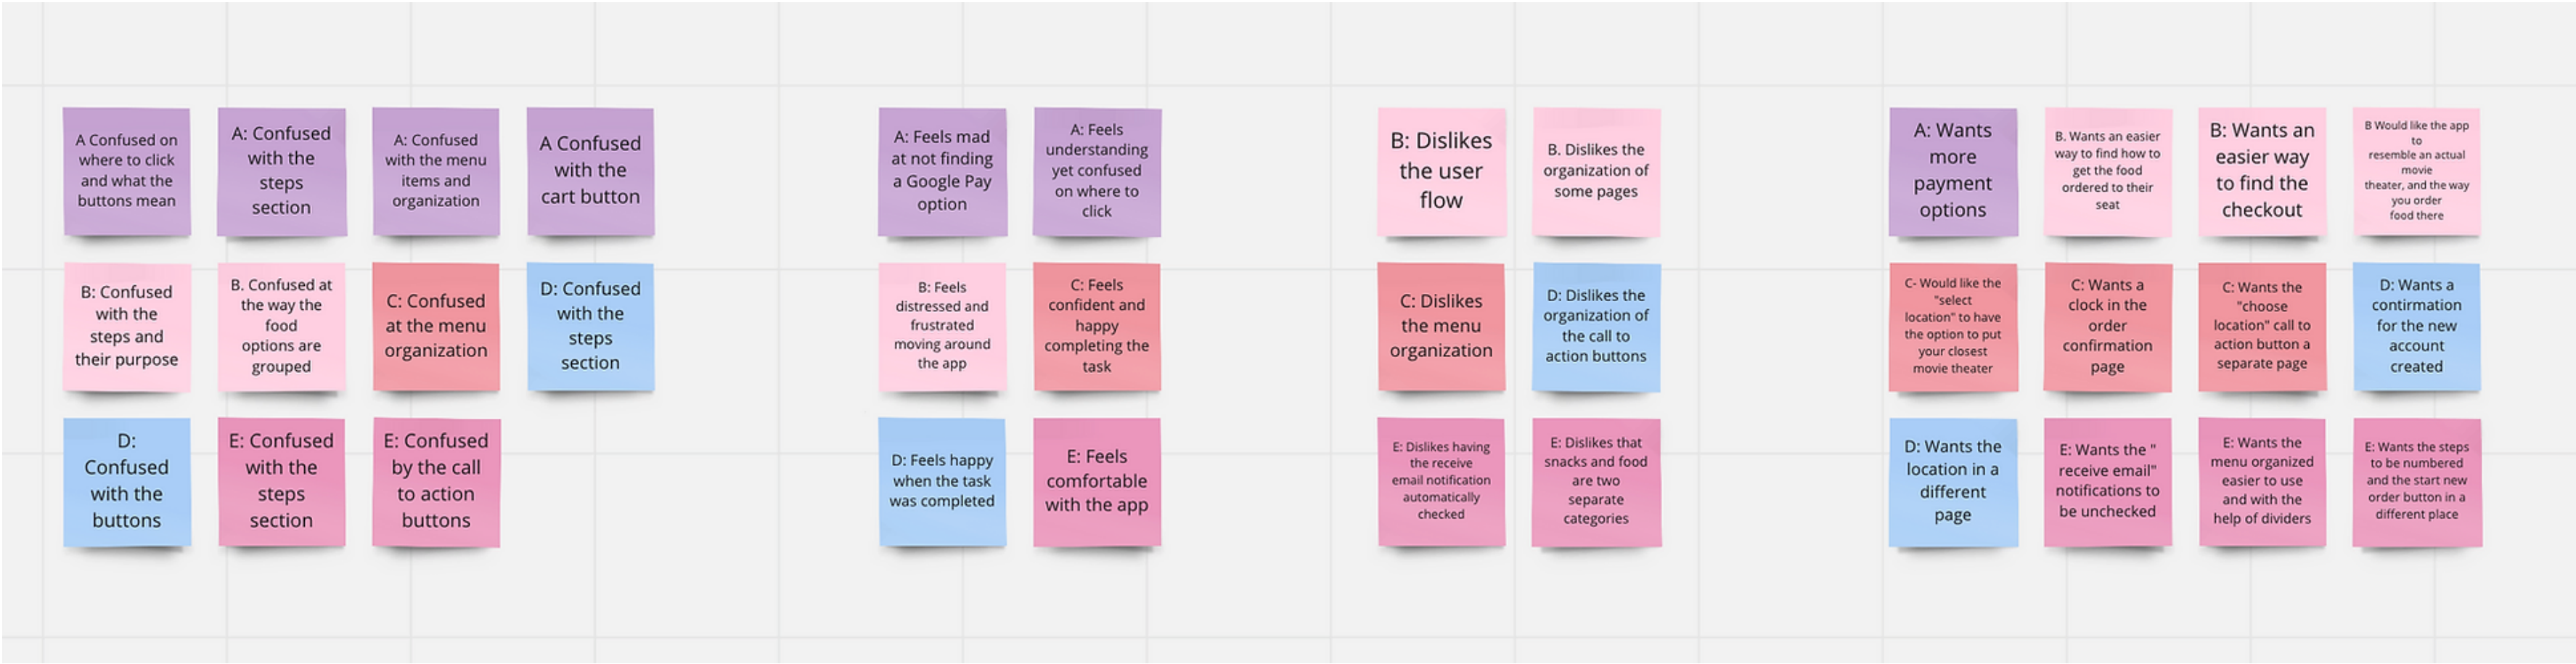 A Confused on
where to click
and what the
buttons mean
A: Confused
with the
steps
section
A: Confused
with the menu
items and
organization
A Confused
with the
cart button
B: Confused
with the
steps and
their purpose
B. Confused at
the way the
food
options are
grouped
C: Confused
at the menu
organization
D: Confused
with the
steps
section
D:
Confused
with the
buttons
E: Confused
with the
steps
section
E: Confused
by the call
to action
buttons
A: Feels mad
at not finding
a Google Pay
option
A: Feels
understanding
yet confused
on where to
click
B: Feels
distressed and
frustrated
moving around
the app
C: Feels
confident and
happy
completing the
task
D: Feels happy
when the task
was completed
E: Feels
comfortable
with the app
B: Dislikes
the user
flow
B. Dislikes the
organization of
some pages
C: Dislikes
the menu
organization
D: Dislikes the
organization of
the call to
action buttons
E: Dislikes having
the receive
email notification
automatically
checked
E: Dislikes that
snacks and food
are two
separate
categories
A: Wants
more
payment
options
B. Wants an easier
way to find how to
get the food
ordered to their
seat
B: Wants an
easier way
to find the
checkout
B Would like the app
to
resemble an actual
movie
theater, and the way
you order
food there
C- Would like the
"select
location" to have
the option to put
your closest
movie theater
C: Wants a
clock in the
order
confirmation
page
C: Wants the
"choose
location" call to
action button a
separate page
D: Wants a
contirmation
for the new
account
created
D: Wants the
location in a
different
page
E: Wants the "
receive email"
notifications to
be unchecked
E: Wants the
menu organized
easier to use
and with the
help of dividers
E: Wants the steps
to be numbered
and the start new
order button in a
different place